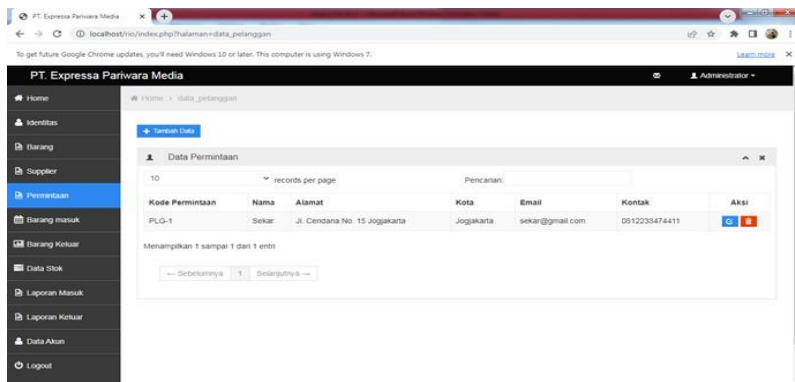 PT. Expressa Pariwara Media
localhost/rio/index.php?halaman=data_pelanggan
To get future Google Chrome updates, you'll need Windows 10 or later. This computer is using Windows 7.
Learn more
PT. Expressa Pariwara Media
Administrator
Home
Home > data_pelanggan
Identitas
Tambah Data
Barang
Data Permintaan
Supplier
10 records per page
Pencarian:
Permintaan
Kode Permintaan Nama Alamat Kota Email Kontak Aksi
Barang masuk
PLG-1 Sekar Jl. Cendana No. 15 Jogjakarta Jogjakarta sekar@gmail.com 0812233474411
Barang Keluar
Menampilkan 1 sampai 1 dari 1 entri
Data Stok
← Sebelumnya 1 Selanjutnya →
Laporan Masuk
Laporan Keluar
Data Akun
Logout